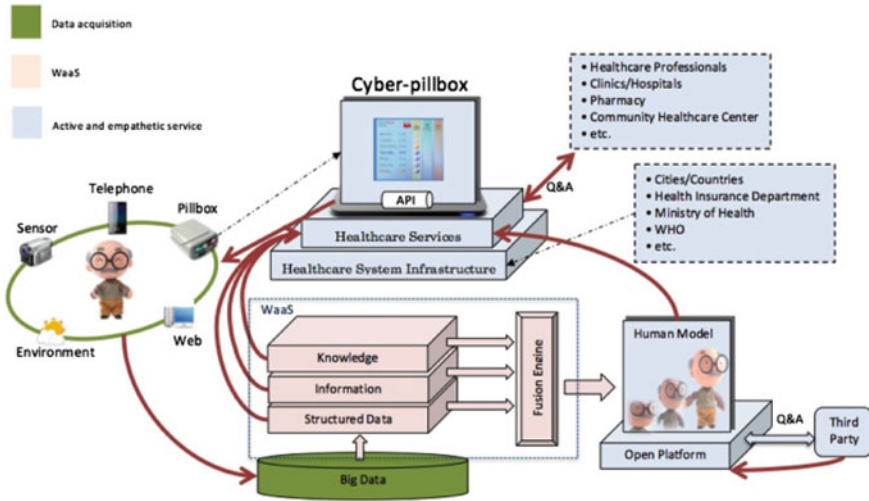 Data acquisition
WaaS
Active and empathetic service
Cyber-pillbox
API
Healthcare Services
Healthcare System Infrastructure
• Healthcare Professionals
• Clinics/Hospitals
• Pharmacy
• Community Healthcare Center
• etc.
Q&A
• Cities/Countries
• Health Insurance Department
• Ministry of Health
• WHO
• etc.
Telephone
Pillbox
Sensor
Environment
Web
WaaS
Knowledge
Information
Structured Data
Fusion Engine
Big Data
Human Model
Open Platform
Q&A
Third
Party